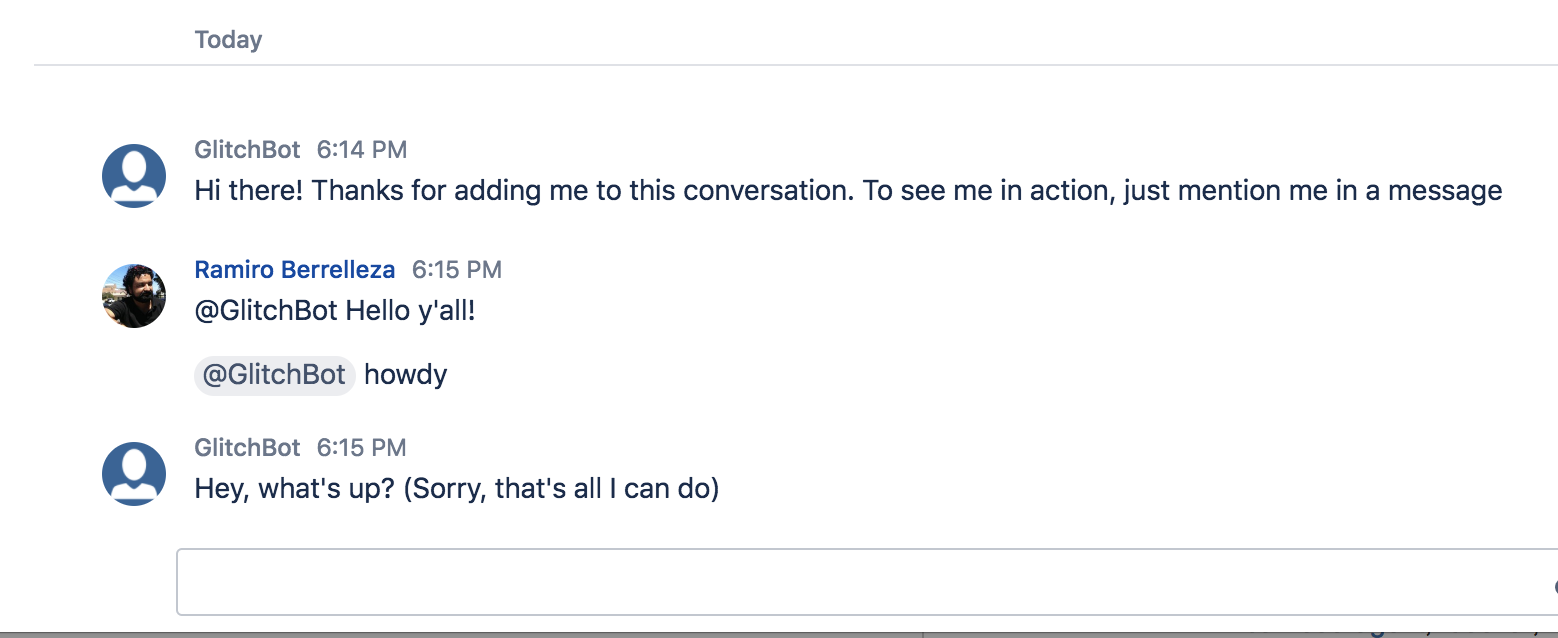 Today
GlitchBot 6:14 PM
Hi there! Thanks for adding me to this conversation. To see me in action, just mention me in a message
Ramiro Berrelleza 6:15 PM
@GlitchBot Hello y'all!
@GlitchBot howdy
GlitchBot 6:15 PM
Hey, what's up? (Sorry, that's all I can do)